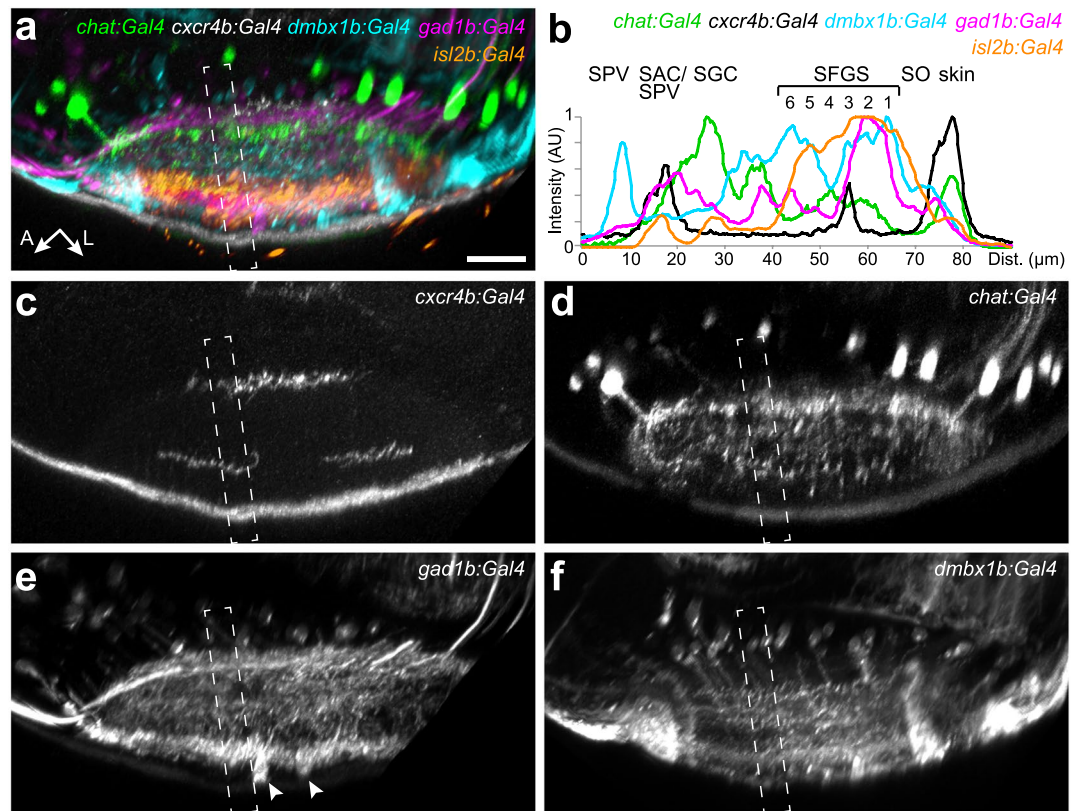 a
chat:Gal4 cxcr4b:Gal4 dmbx1b:Gal4 gad1b:Gal4
isl2b:Gal4
A
L
b
chat:Gal4 cxcr4b:Gal4 dmbx1b:Gal4 gad1b:Gal4
isl2b:Gal4
SPV SAC/ SGC SFGS SO skin
SPV
6 5 4 3 2 1
1
Intensity (AU)
0
0 10 20 30 40 50 60 70 80 Dist. (µm)
c
cxcr4b:Gal4
d
chat:Gal4
e
gad1b:Gal4
f
dmbx1b:Gal4